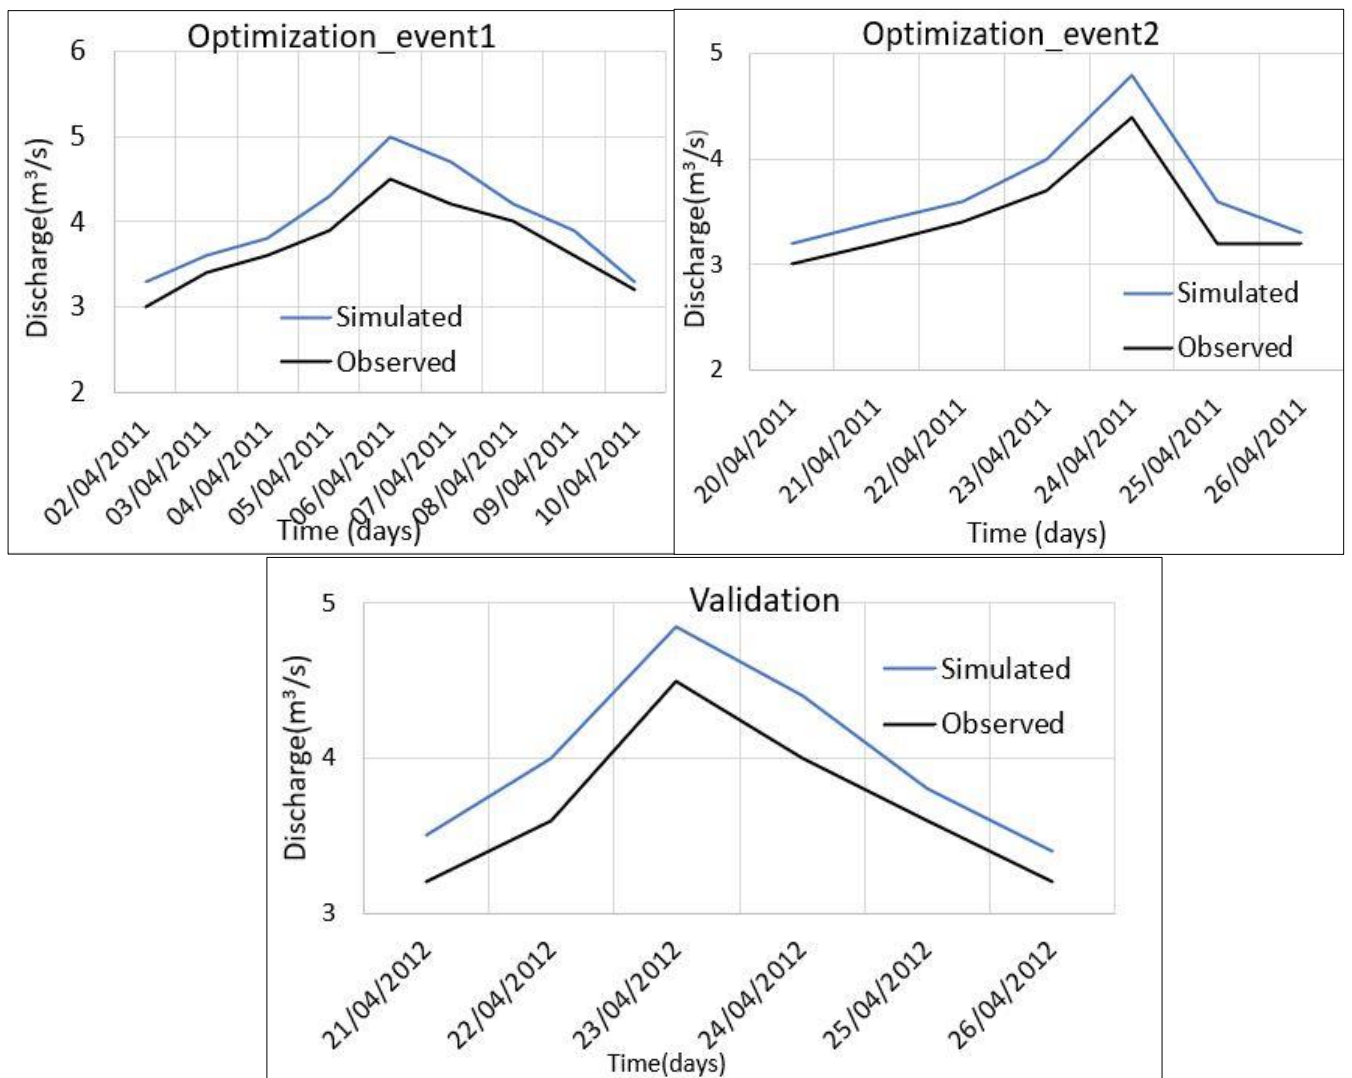 Optimization_event1
6
5
4
3
2
Discharge(m³/s)
Simulated
Observed
02/04/2011
03/04/2011
04/04/2011
05/04/2011
06/04/2011
07/04/2011
08/04/2011
09/04/2011
10/04/2011
Time (days)
Optimization_event2
5
4
3
2
Discharge(m³/s)
Simulated
Observed
20/04/2011
21/04/2011
22/04/2011
23/04/2011
24/04/2011
25/04/2011
26/04/2011
Time (days)
Validation
5
4
3
Discharge(m³/s)
Simulated
Observed
21/04/2012
22/04/2012
23/04/2012
24/04/2012
25/04/2012
26/04/2012
Time(days)